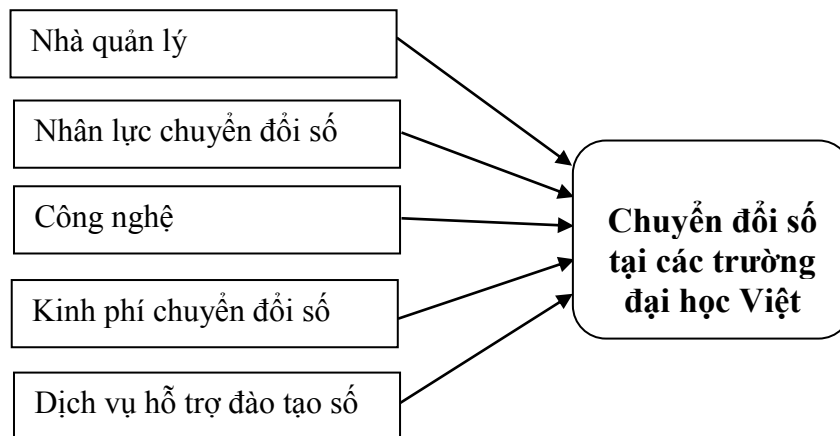 Nhà quản lý
Nhân lực chuyển đổi số
Công nghệ
Kinh phí chuyển đổi số
Dịch vụ hỗ trợ đào tạo số
Chuyển đổi số
tại các trường
đại học Việt